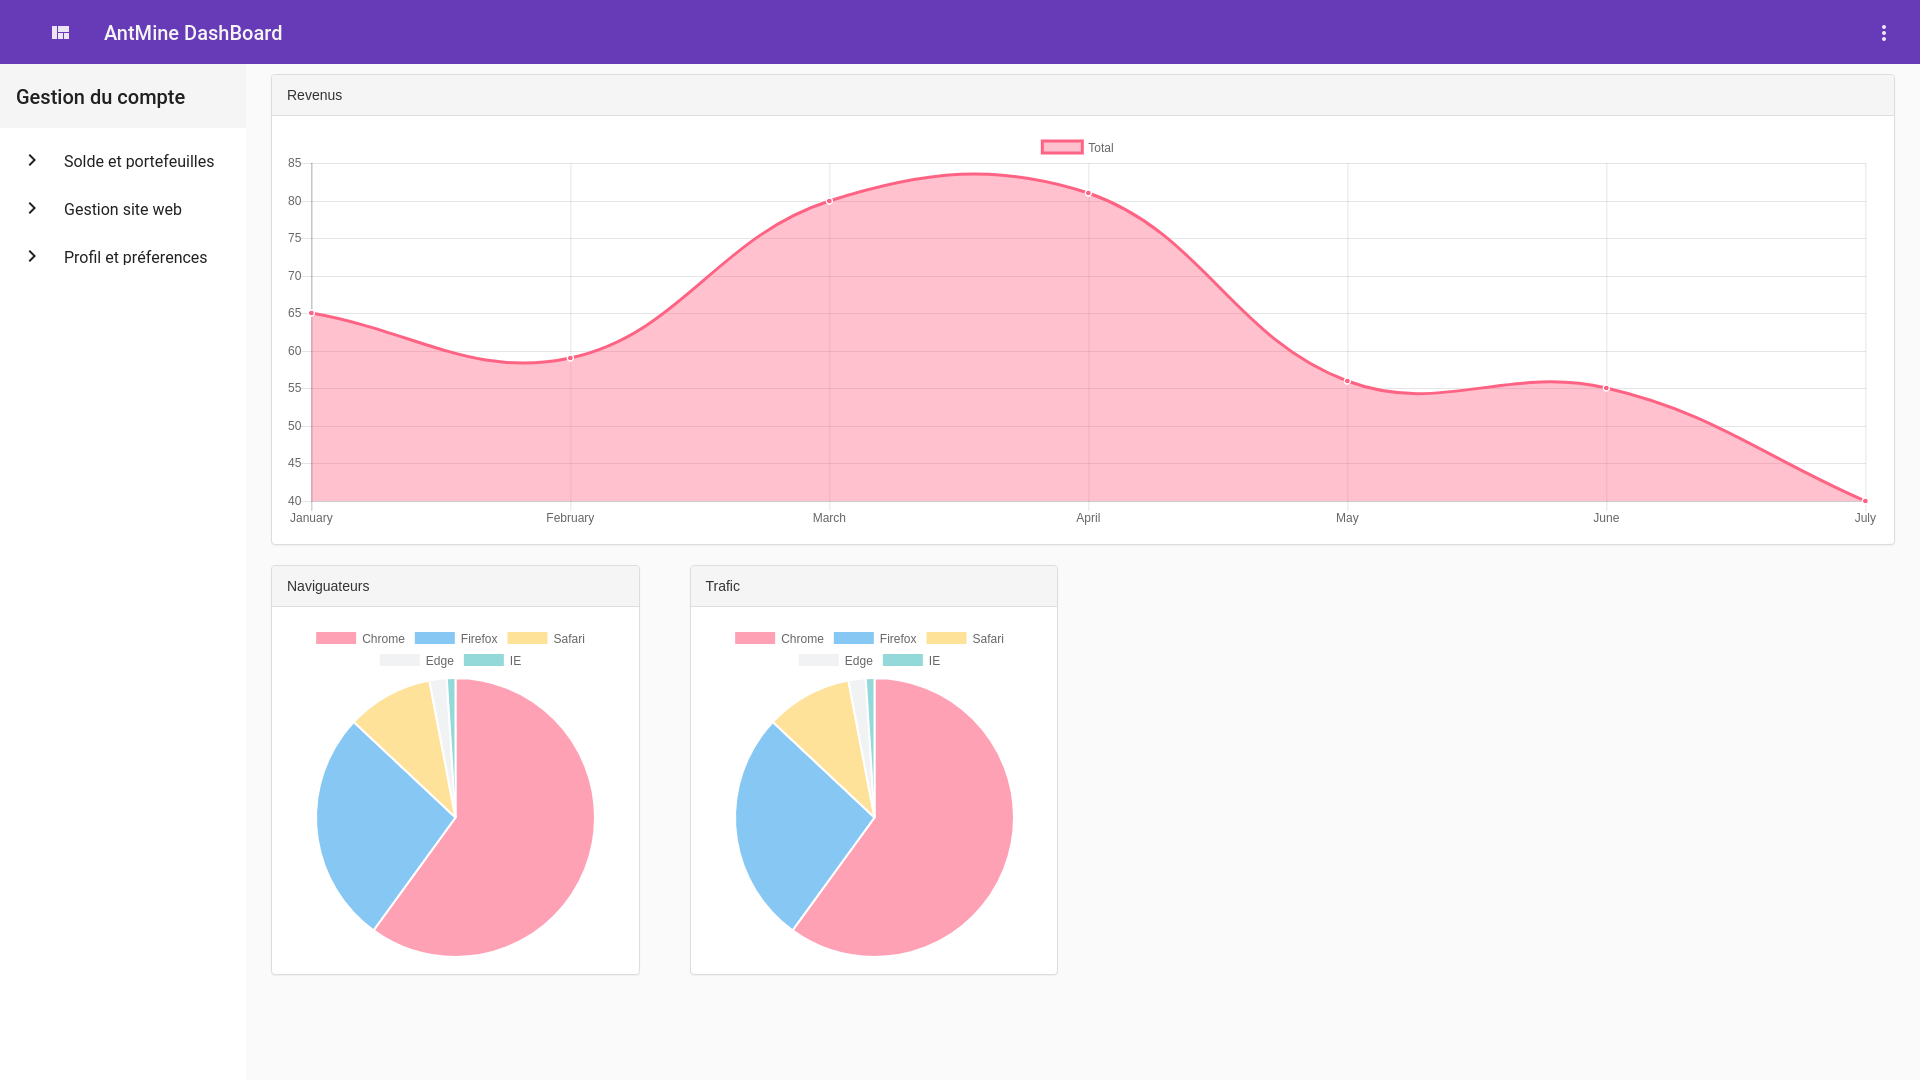 AntMine DashBoard
Gestion du compte
Solde et portefeuilles
Gestion site web
Profil et préferences
Revenus
Total
85
80
75
70
65
60
55
50
45
40
January February March April May June July
Naviguateurs
Chrome Firefox Safari
Edge IE
Trafic
Chrome Firefox Safari
Edge IE